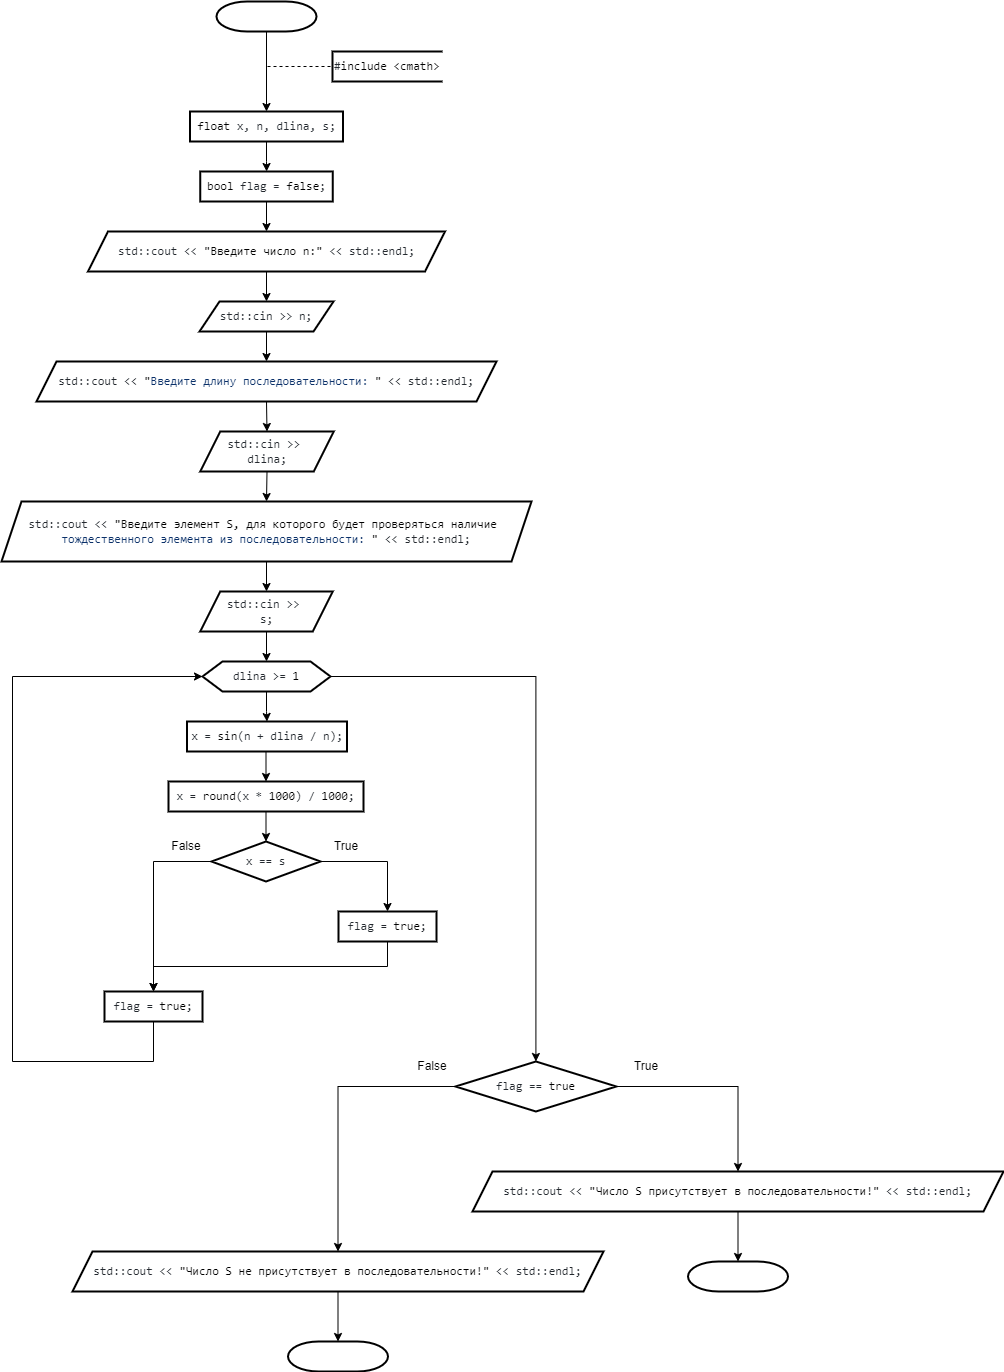 #include <cmath>
float x, n, dlina, s;
bool flag = false;
std::cout << "Введите число n:" << std::endl;
std::cin >> n;
std::cout << "Введите длину последовательности: " << std::endl;
std::cin >>
dlina;
std::cout << "Введите элемент S, для которого будет проверяться наличие
тождественного элемента из последовательности: " << std::endl;
std::cin >>
s;
dlina >= 1
x = sin(n + dlina / n);
x = round(x * 1000) / 1000;
False
True
x == s
flag = true;
flag = true;
False
True
flag == true
std::cout << "Число S присутствует в последовательности!" << std::endl;
std::cout << "Число S не присутствует в последовательности!" << std::endl;